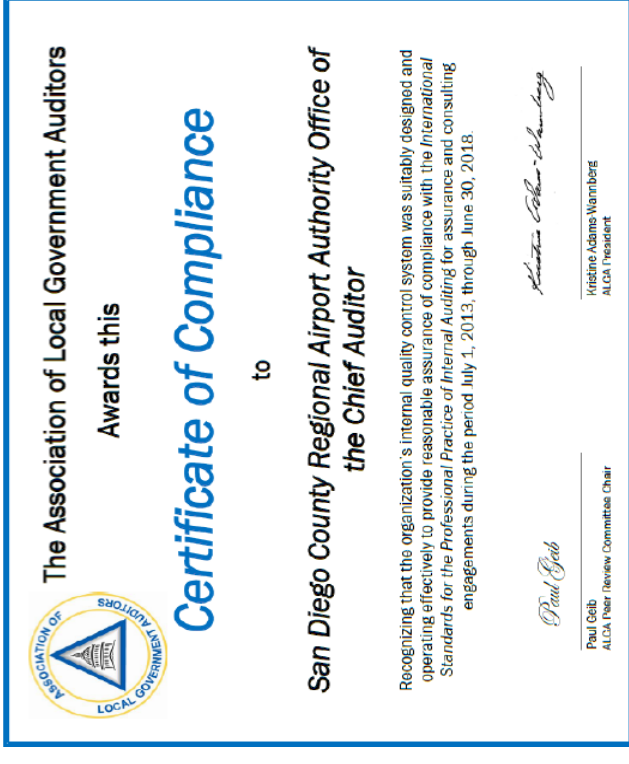 ASSOCIATION OF
LOCAL GOVERNMENT AUDITORS
The Association of Local Government Auditors
Awards this
Certificate of Compliance
to
San Diego County Regional Airport Authority Office of
the Chief Auditor
Recognizing that the organization's internal quality control system was suitably designed and
operating effectively to provide reasonable assurance of compliance with the International
Standards for the Professional Practice of Internal Auditing for assurance and consulting
engagements during the period July 1, 2013, through June 30, 2018.
Paul Geib
Kristine Adams-Wannberg
Paul Geib
ALGA Peer Review Committee Chair
Kristine Adams-Wannberg
ALGA President